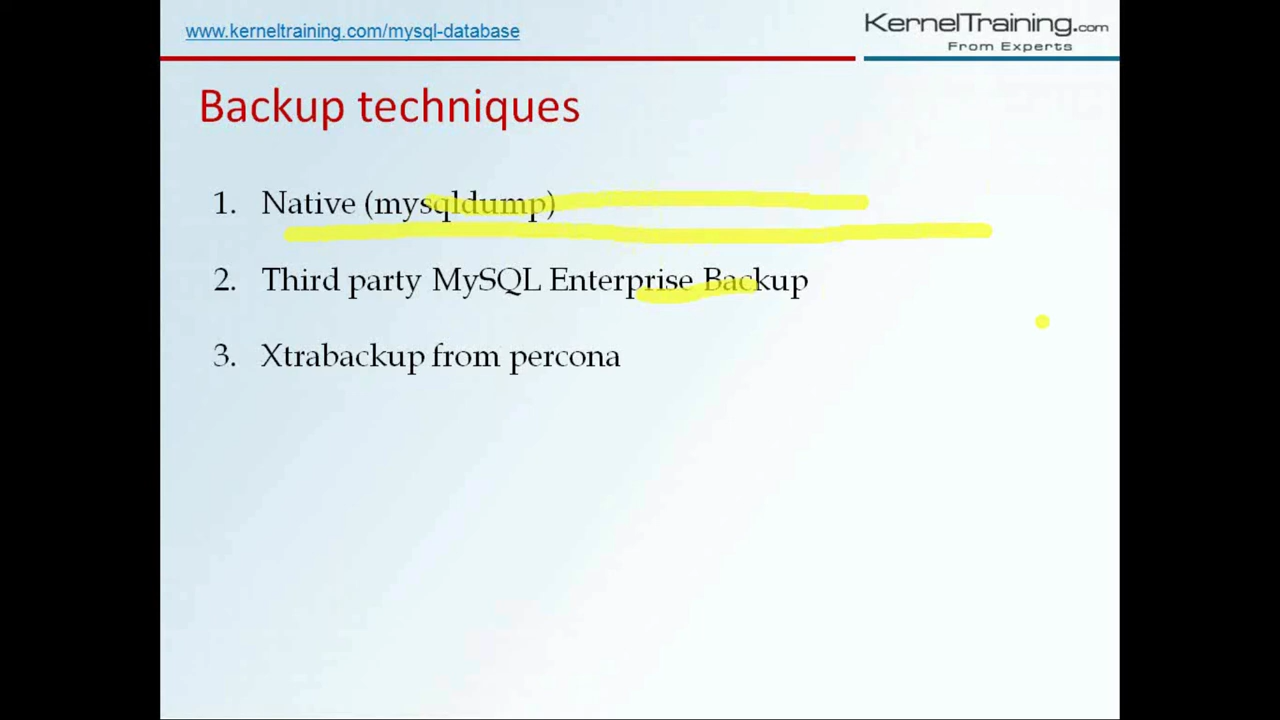 www.kerneltraining.com/mysql-database
KernelTraining.com
From Experts
Backup techniques
1. Native (mysqldump)
2. Third party MySQL Enterprise Backup
3. Xtrabackup from percona